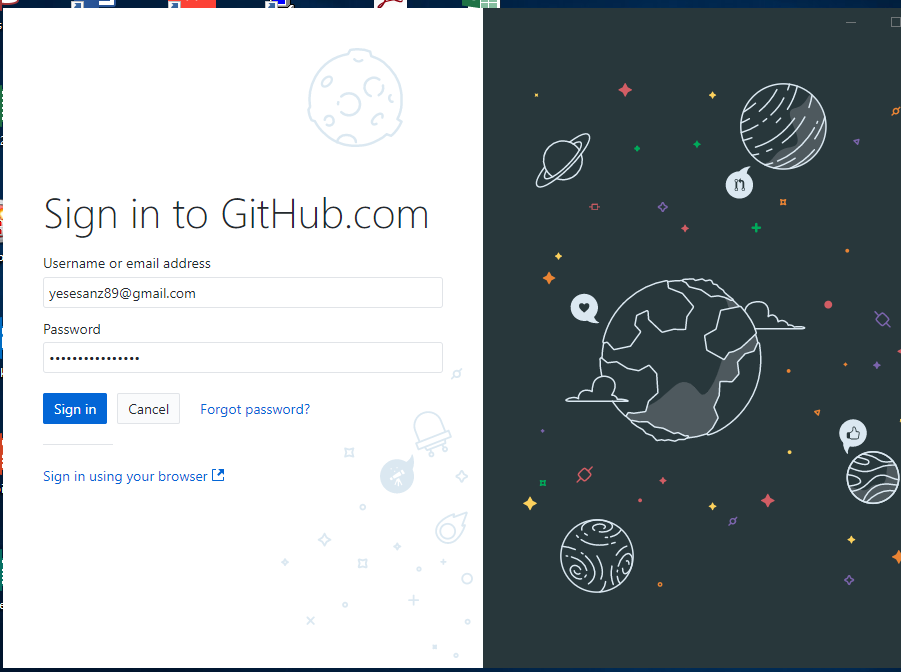 Sign in to GitHub.com
Username or email address
yesesanz89@gmail.com
Password
Sign in
Cancel
Forgot password?
Sign in using your browser